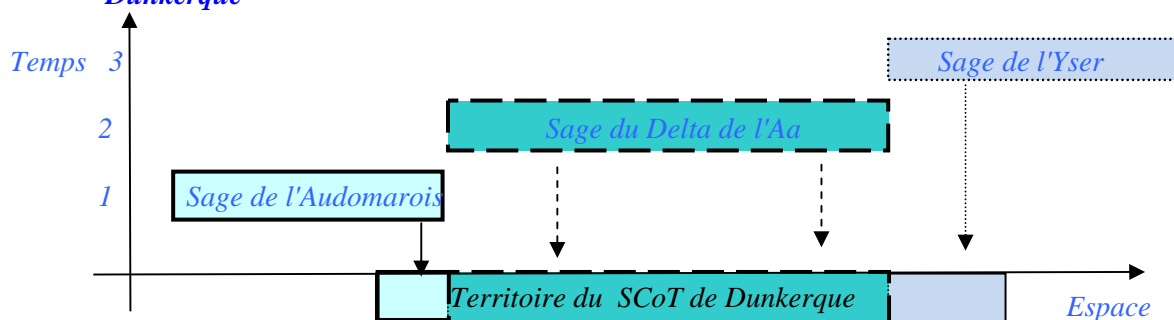 Dunkerque
Temps 3
Sage de l'Yser
2
Sage du Delta de l'Aa
1
Sage de l'Audomarois
Territoire du SCoT de Dunkerque
Espace